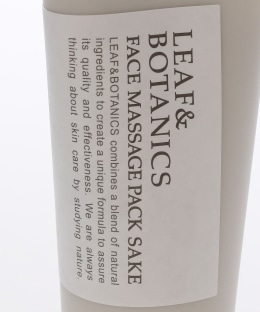 LEAF&
BOTANICS
FACE MASSAGE PACK SAKE
LEAF&BOTANICS combines a blend of natural
ingredients to create a unique formula to assure
its quality and effectiveness. We are always
thinking about skin care by studying nature.